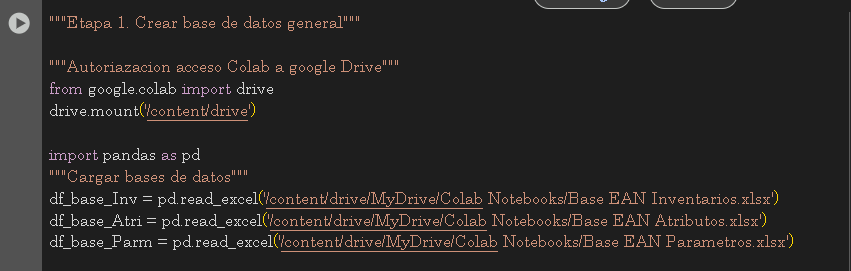 """Etapa 1. Crear base de datos general"""
"""Autoriazacion acceso Colab a google Drive"""
from google.colab import drive
drive.mount('/content/drive')
import pandas as pd
"""Cargar bases de datos"""
df_base_Inv = pd.read_excel('/content/drive/MyDrive/Colab Notebooks/Base EAN Inventarios.xlsx')
df_base_Atri = pd.read_excel('/content/drive/MyDrive/Colab Notebooks/Base EAN Atributos.xlsx')
df_base_Parm = pd.read_excel('/content/drive/MyDrive/Colab Notebooks/Base EAN Parametros.xlsx')